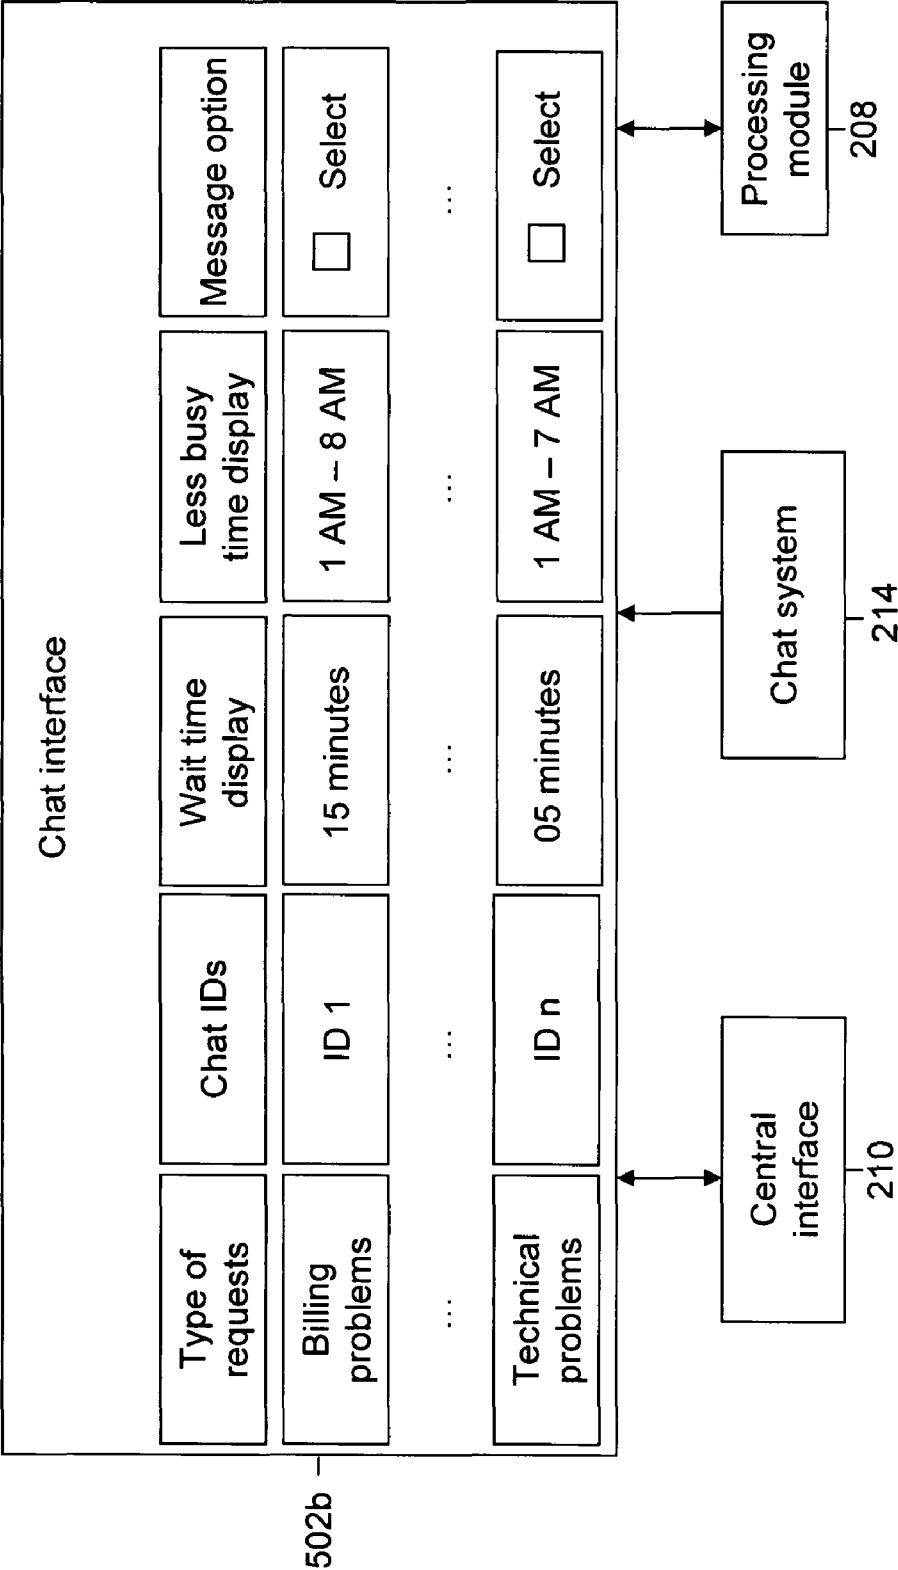 Chat interface
Type of
requests
Chat IDs
Wait time
display
Less busy
time display
Message option
Billing
problems
ID 1
15 minutes
1 AM – 8 AM
Select
...
...
...
...
...
Technical
problems
ID n
05 minutes
1 AM – 7 AM
Select
502b
Central
interface
210
Chat system
214
Processing
module
208